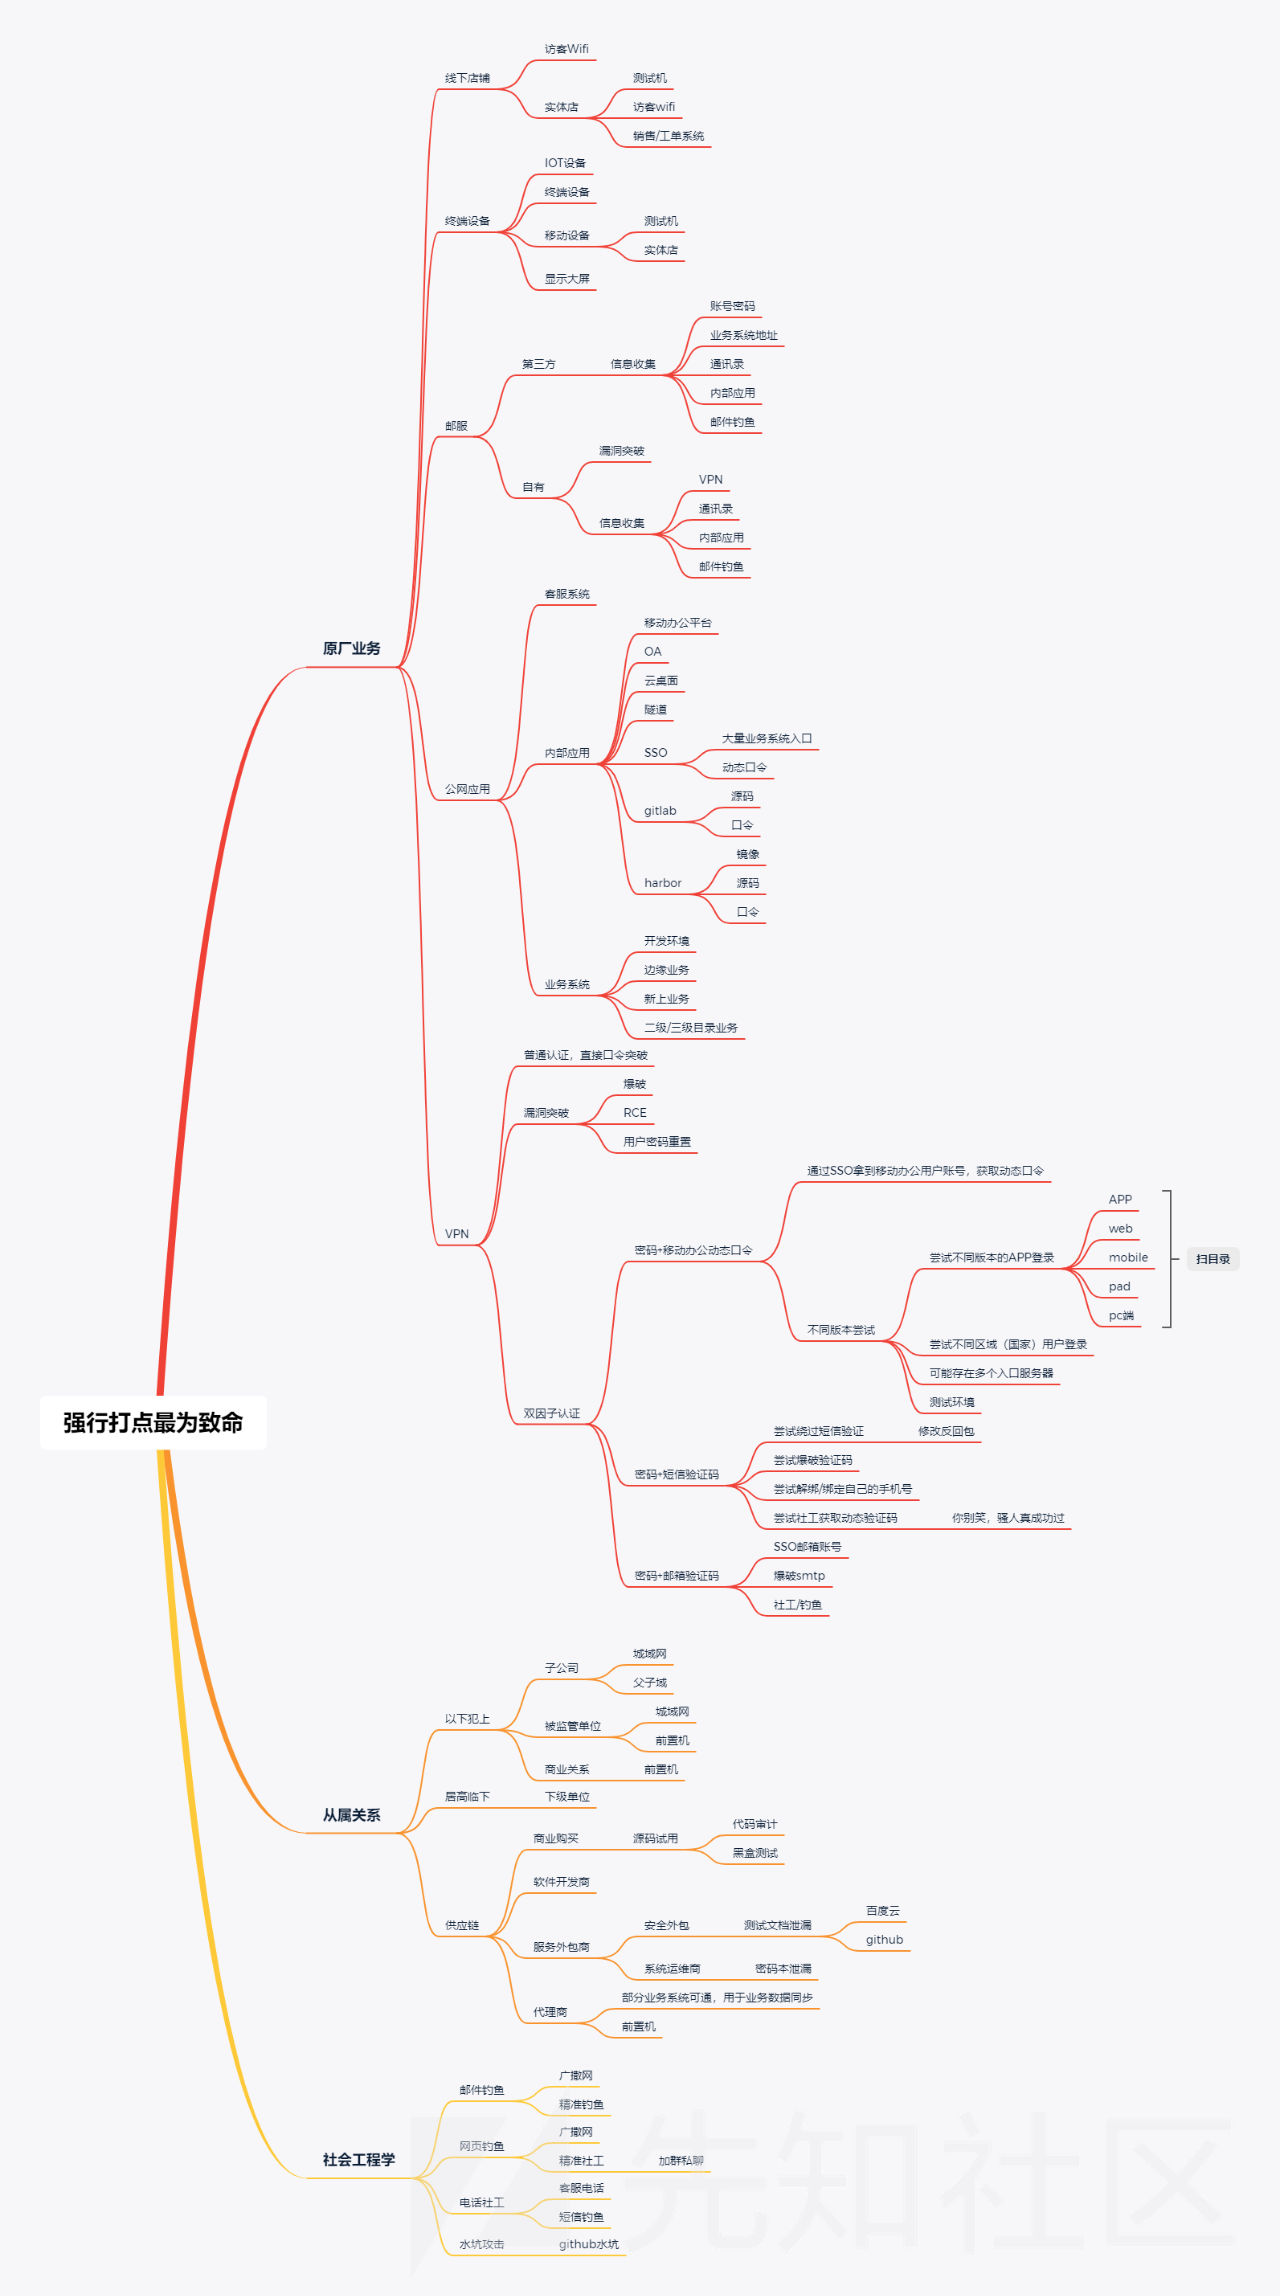 访客Wifi
线下店铺
测试机
实体店
访客wifi
销售/工单系统
IOT设备
终端设备
终端设备
移动设备
测试机
实体店
显示大屏
账号密码
业务系统地址
第三方
信息收集
通讯录
内部应用
邮件钓鱼
邮服
漏洞突破
自有
VPN
信息收集
通讯录
内部应用
邮件钓鱼
客服系统
原厂业务
移动办公平台
OA
云桌面
隧道
内部应用
SSO
大量业务系统入口
动态口令
公网应用
gitlab
源码
口令
harbor
镜像
源码
口令
业务系统
开发环境
边缘业务
新上业务
二级/三级目录业务
普通认证，直接口令突破
漏洞突破
爆破
RCE
用户密码重置
通过SSO拿到移动办公用户账号，获取动态口令
VPN
密码+移动办公动态口令
尝试不同版本的APP登录
APP
web
mobile
pad
pc端
扫目录
不同版本尝试
尝试不同区域（国家）用户登录
可能存在多个入口服务器
测试环境
双因子认证
强行打点最为致命
尝试绕过短信验证
修改反回包
尝试爆破验证码
密码+短信验证码
尝试解绑/绑定自己的手机号
尝试社工获取动态验证码
你别笑，骚人真成功过
SSO邮箱账号
密码+邮箱验证码
爆破smtp
社工/钓鱼
子公司
城域网
父子域
以下犯上
被监管单位
城域网
前置机
商业关系
前置机
居高临下
下级单位
从属关系
商业购买
源码试用
代码审计
黑盒测试
软件开发商
供应链
服务外包商
安全外包
测试文档泄漏
百度云
github
系统运维商
密码本泄漏
代理商
部分业务系统可通，用于业务数据同步
前置机
邮件钓鱼
广撒网
精准钓鱼
网页钓鱼
广撒网
精准社工
加群私聊
社会工程学
电话社工
客服电话
短信钓鱼
水坑攻击
github水坑
先知社区